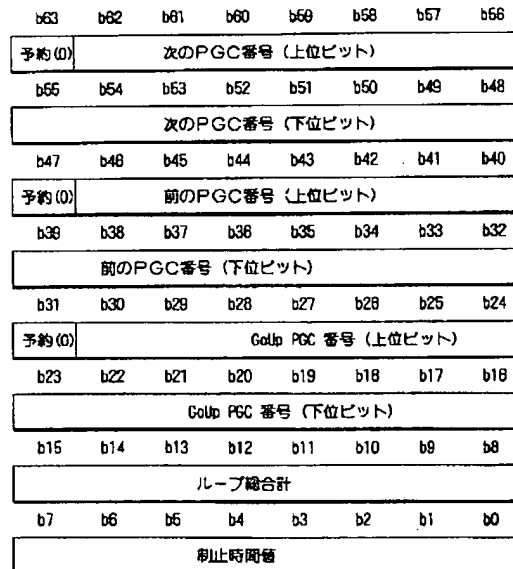 b63 b62 b61 b60 b59 b58 b57 b56
予約(0) 次のPGC番号(上位ビット)
b55 b54 b53 b52 b51 b50 b49 b48
次のPGC番号(下位ビット)
b47 b46 b45 b44 b43 b42 b41 b40
予約(0) 前のPGC番号(上位ビット)
b39 b38 b37 b36 b35 b34 b33 b32
前のPGC番号(下位ビット)
b31 b30 b29 b28 b27 b26 b25 b24
予約(0) GoUp PGC 番号(上位ビット)
b23 b22 b21 b20 b19 b18 b17 b16
GoUp PGC 番号(下位ビット)
b15 b14 b13 b12 b11 b10 b9 b8
ループ総合計
b7 b6 b5 b4 b3 b2 b1 b0
制止時間値